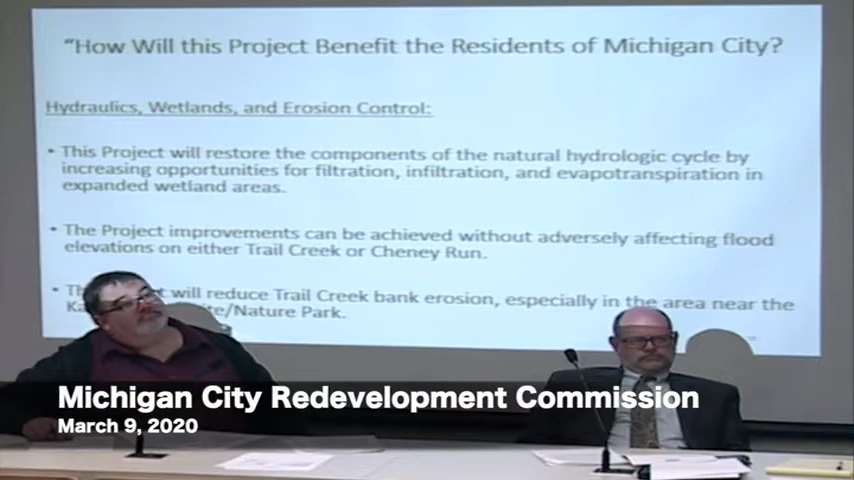 “How Will this Project Benefit the Residents of Michigan City?
Hydraulics, Wetlands, and Erosion Control:
• This Project will restore the components of the natural hydrologic cycle by
increasing opportunities for filtration, infiltration, and evapotranspiration in
expanded wetland areas.
• The Project improvements can be achieved without adversely affecting flood
elevations on either Trail Creek or Cheney Run.
• will reduce Trail Creek bank erosion, especially in the area near the
/Nature Park.
Michigan City Redevelopment Commission
March 9, 2020